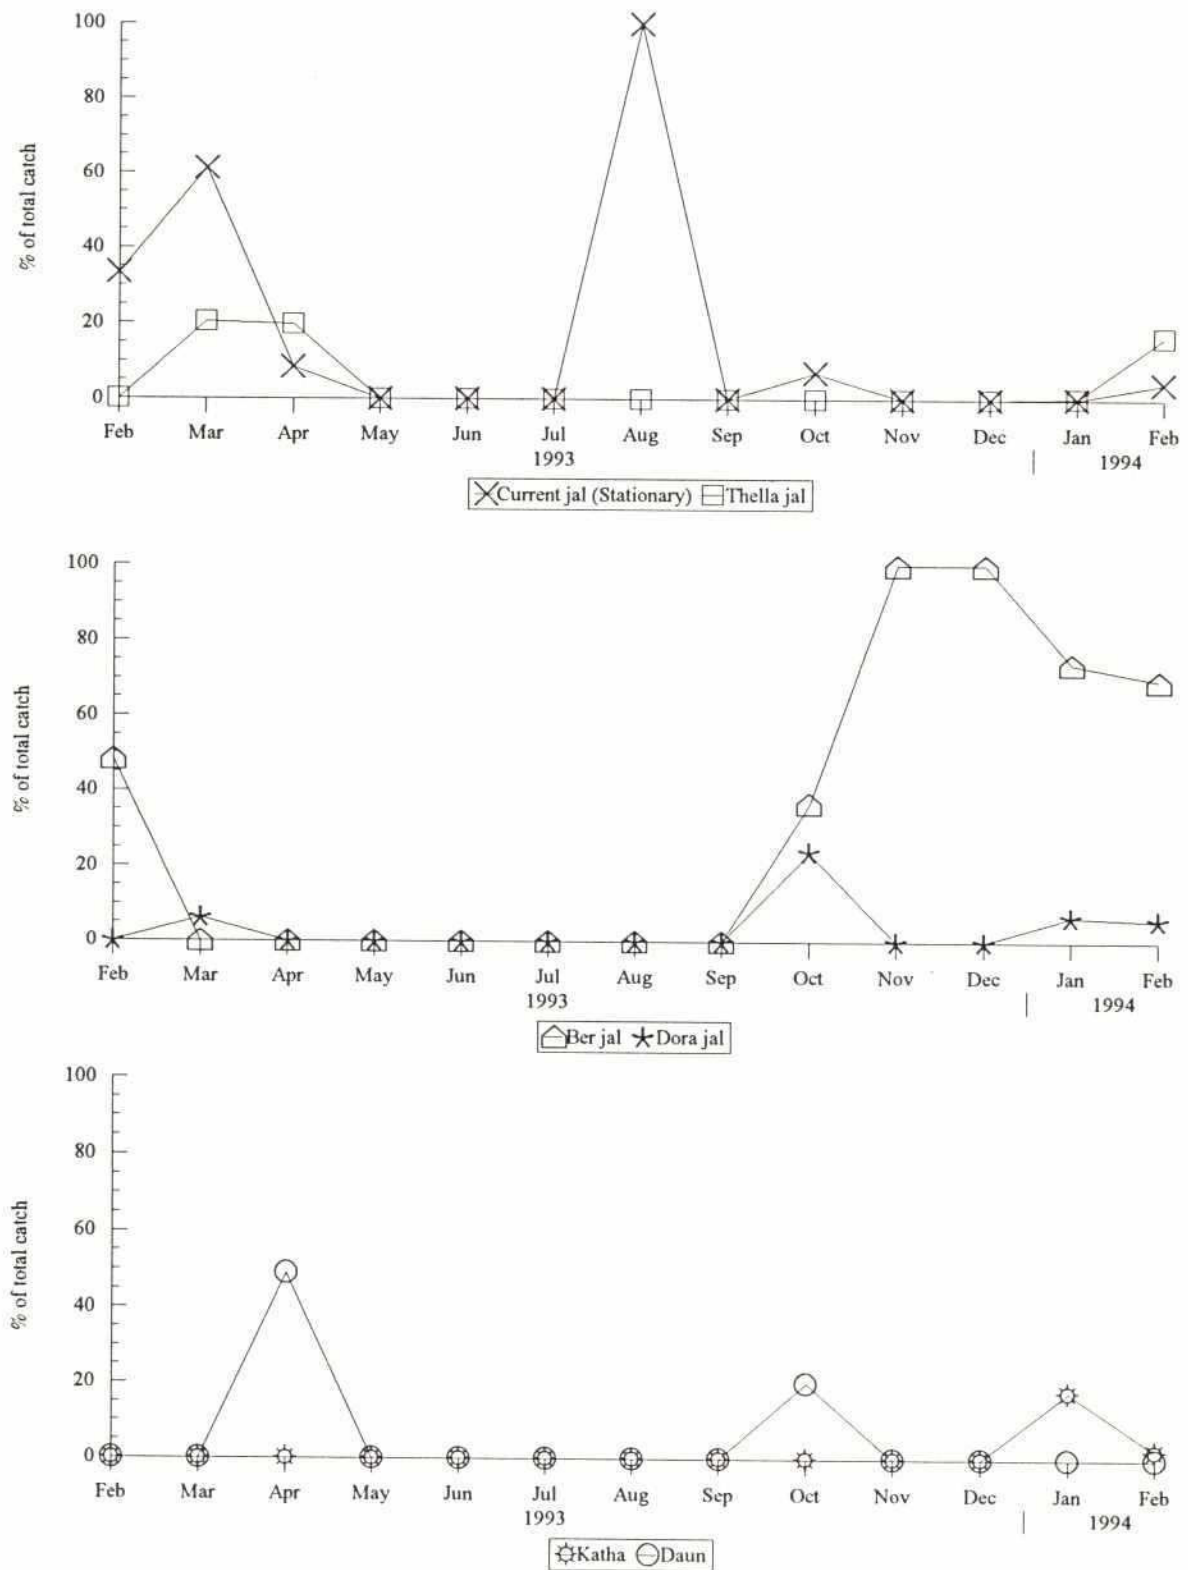 % of total catch
100
80
60
40
20
0
Feb Mar Apr May Jun Jul Aug Sep Oct Nov Dec Jan Feb
1993 1994
Current jal (Stationary) Thella jal
% of total catch
100
80
60
40
20
0
Feb Mar Apr May Jun Jul Aug Sep Oct Nov Dec Jan Feb
1993 1994
Ber jal Dora jal
% of total catch
100
80
60
40
20
0
Feb Mar Apr May Jun Jul Aug Sep Oct Nov Dec Jan Feb
1993 1994
Katha Daun